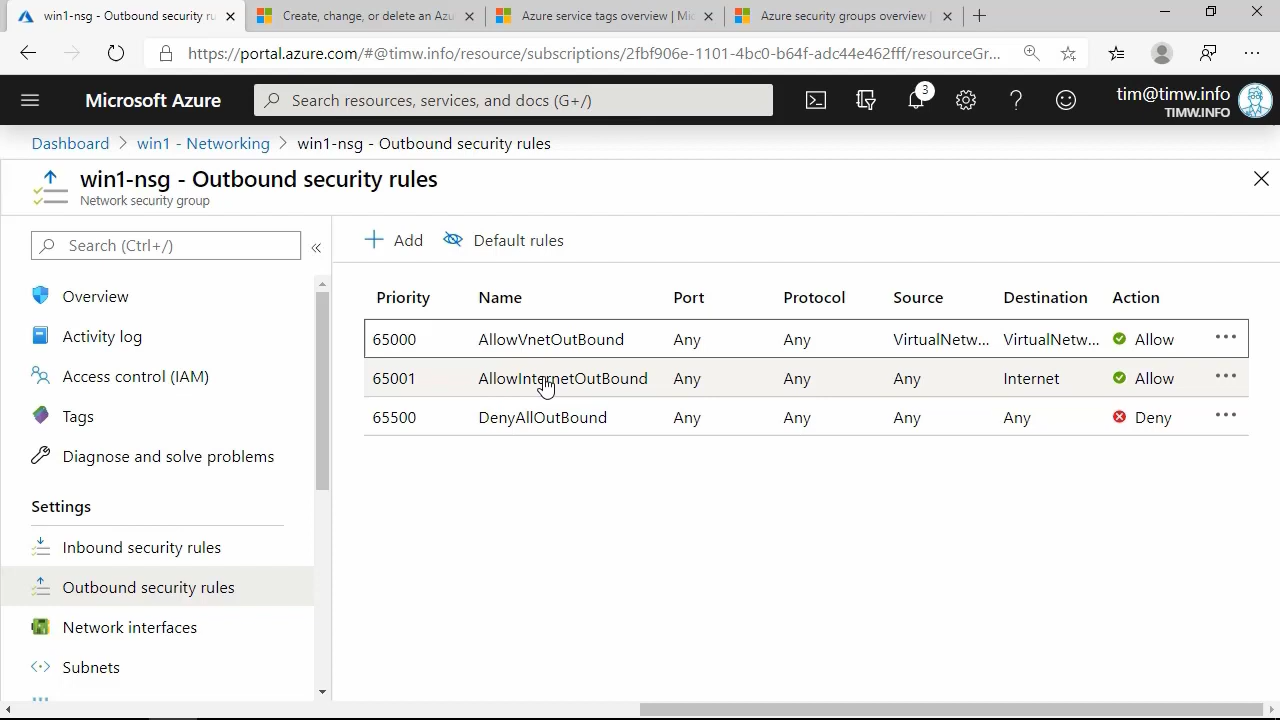 win1-nsg - Outbound security ru
Create, change, or delete an Azu
Azure service tags overview | Mic
Azure security groups overview |
https://portal.azure.com/#@timw.info/resource/subscriptions/2fbf906e-1101-4bc0-b64f-adc44e462fff/resourceGr...
Microsoft Azure
Search resources, services, and docs (G+/)
3
tim@timw.info
TIMW.INFO
Dashboard > win1 - Networking > win1-nsg - Outbound security rules
win1-nsg - Outbound security rules
Network security group
Search (Ctrl+/)
«
Overview
Activity log
Access control (IAM)
Tags
Diagnose and solve problems
Settings
Inbound security rules
Outbound security rules
Network interfaces
Subnets
Add
Default rules
Priority Name Port Protocol Source Destination Action
65000 AllowVnetOutBound Any Any VirtualNetw... VirtualNetw... Allow ...
65001 AllowInternetOutBound Any Any Any Internet Allow ...
65500 DenyAllOutBound Any Any Any Any Deny ...